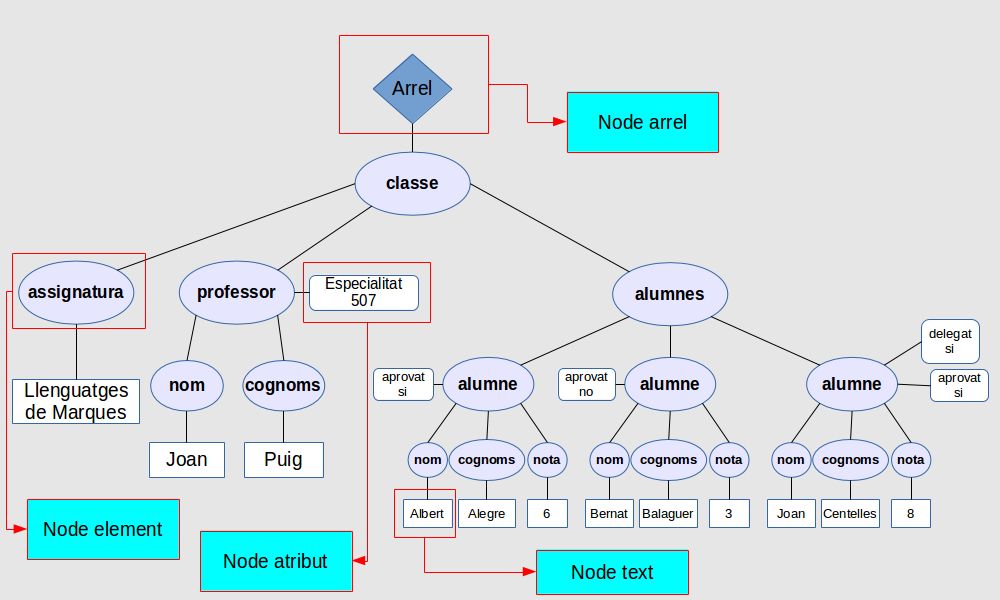 Arrel
Node arrel
classe
assignatura
professor
Especialitat
507
alumnes
delegat
si
Llenguatges
de Marques
nom
cognoms
aprovat
si
alumne
aprovat
no
alumne
alumne
aprovat
si
Joan
Puig
nom
cognoms
nota
nom
cognoms
nota
nom
cognoms
nota
Albert
Alegre
6
Bernat
Balaguer
3
Joan
Centelles
8
Node element
Node atribut
Node text